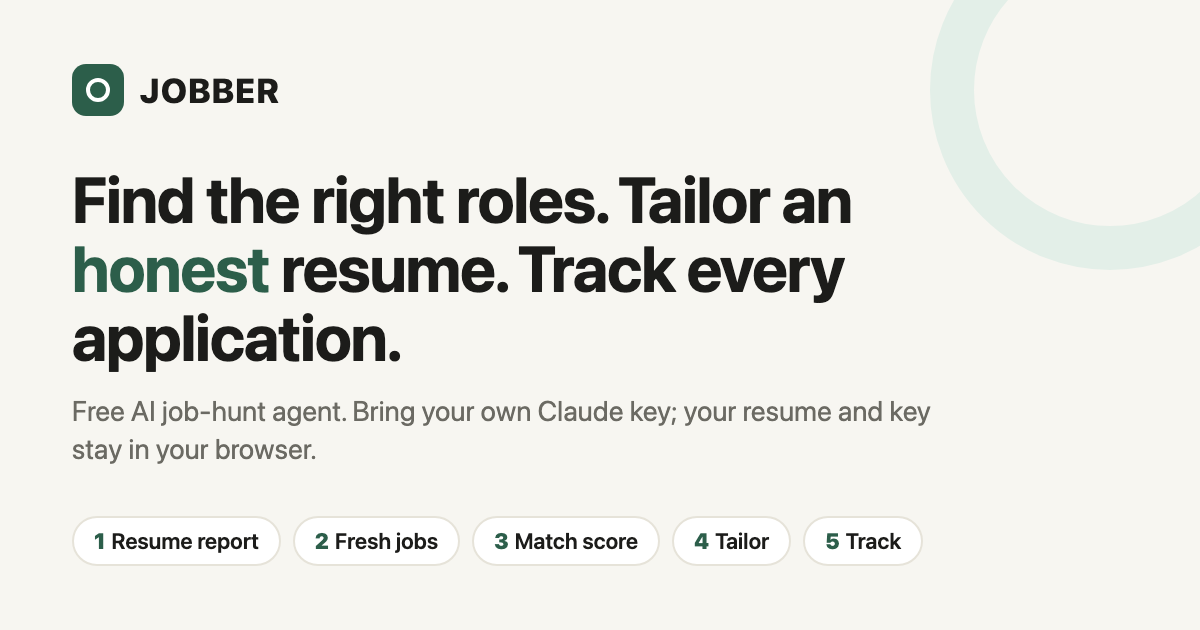 JOBBER
Find the right roles. Tailor an
honest resume. Track every
application.
Free AI job-hunt agent. Bring your own Claude key; your resume and key
stay in your browser.
1 Resume report
2 Fresh jobs
3 Match score
4 Tailor
5 Track